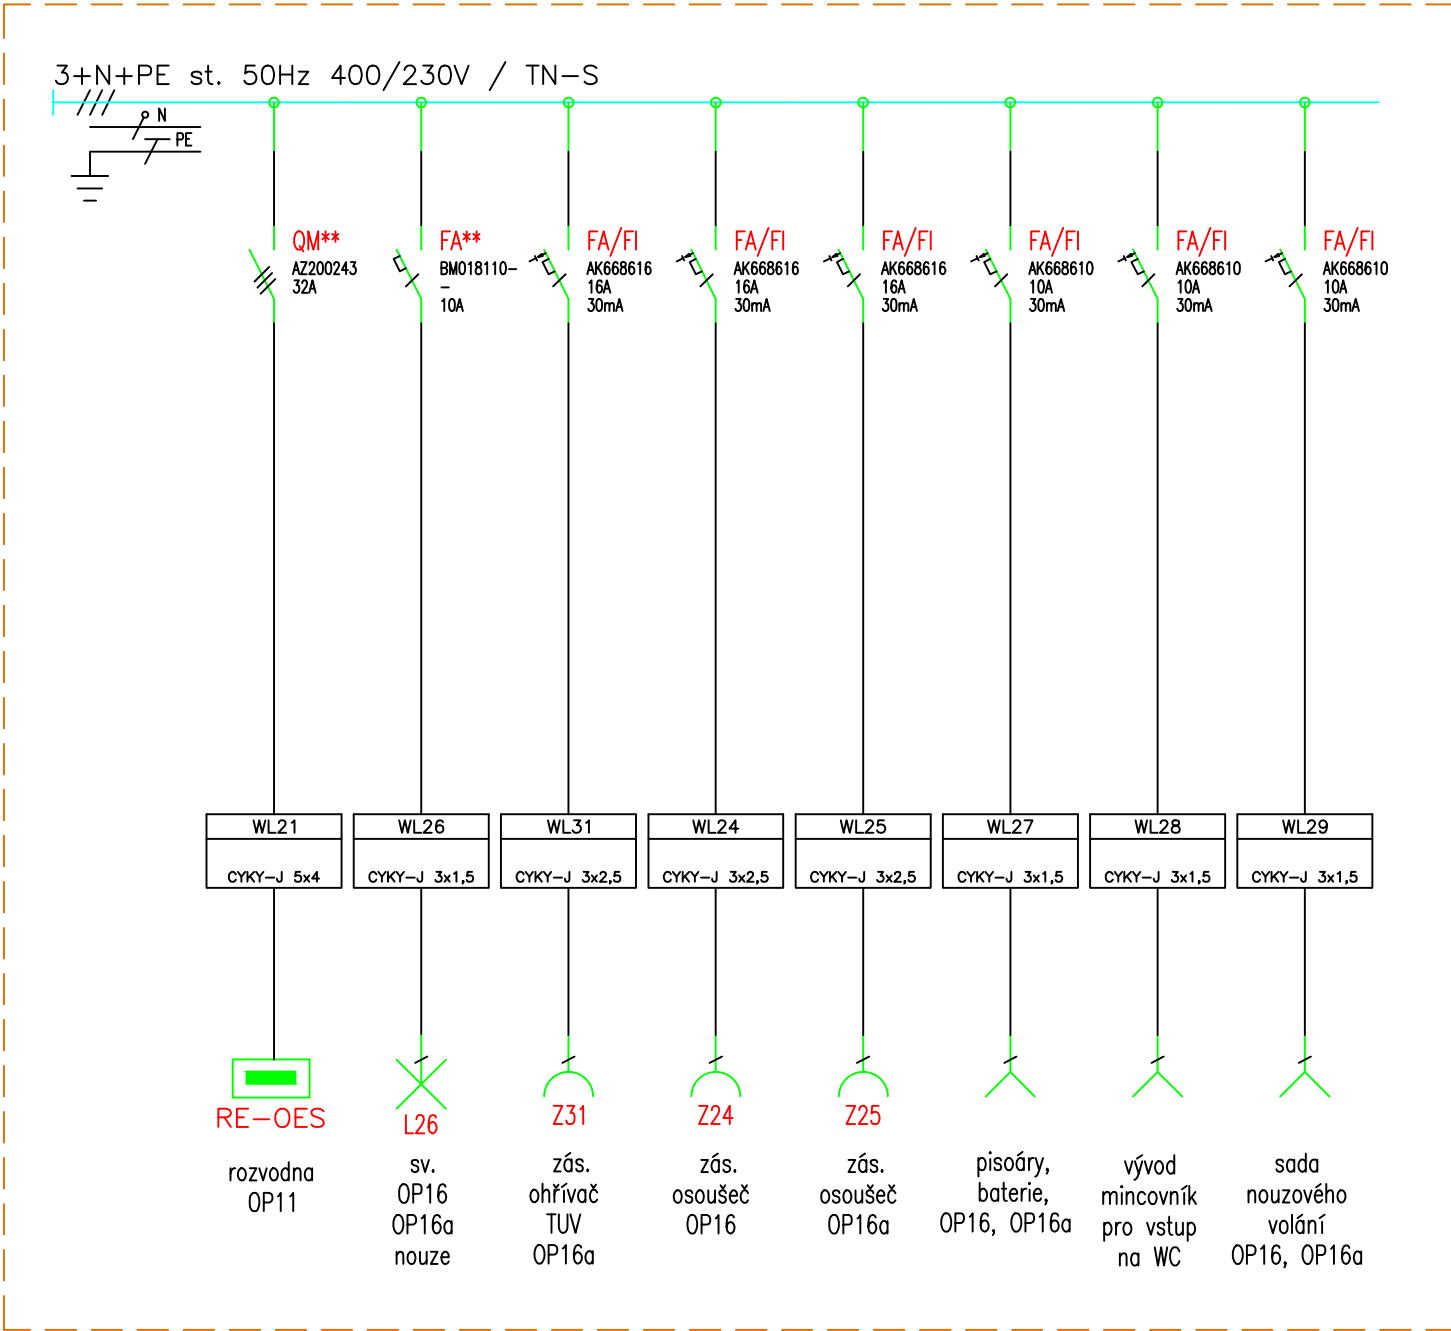 3+N+PE st. 50Hz 400/230V / TN-S
N
PE
QM**
AZ200243
32A
FA**
BM018110-
-
10A
FA/FI
AK668616
16A
30mA
FA/FI
AK668616
16A
30mA
FA/FI
AK668616
16A
30mA
FA/FI
AK668610
10A
30mA
FA/FI
AK668610
10A
30mA
FA/FI
AK668610
10A
30mA
WL21
CYKY-J 5x4
WL26
CYKY-J 3x1,5
WL31
CYKY-J 3x2,5
WL24
CYKY-J 3x2,5
WL25
CYKY-J 3x2,5
WL27
CYKY-J 3x1,5
WL28
CYKY-J 3x1,5
WL29
CYKY-J 3x1,5
RE-OES
rozvodna
OP11
L26
sv.
OP16
OP16a
nouze
Z31
zás.
ohřívač
TUV
OP16a
Z24
zás.
osoušeč
OP16
Z25
zás.
osoušeč
OP16a
pisoáry,
baterie,
OP16, OP16a
vývod
mincovník
pro vstup
na WC
sada
nouzového
volání
OP16, OP16a